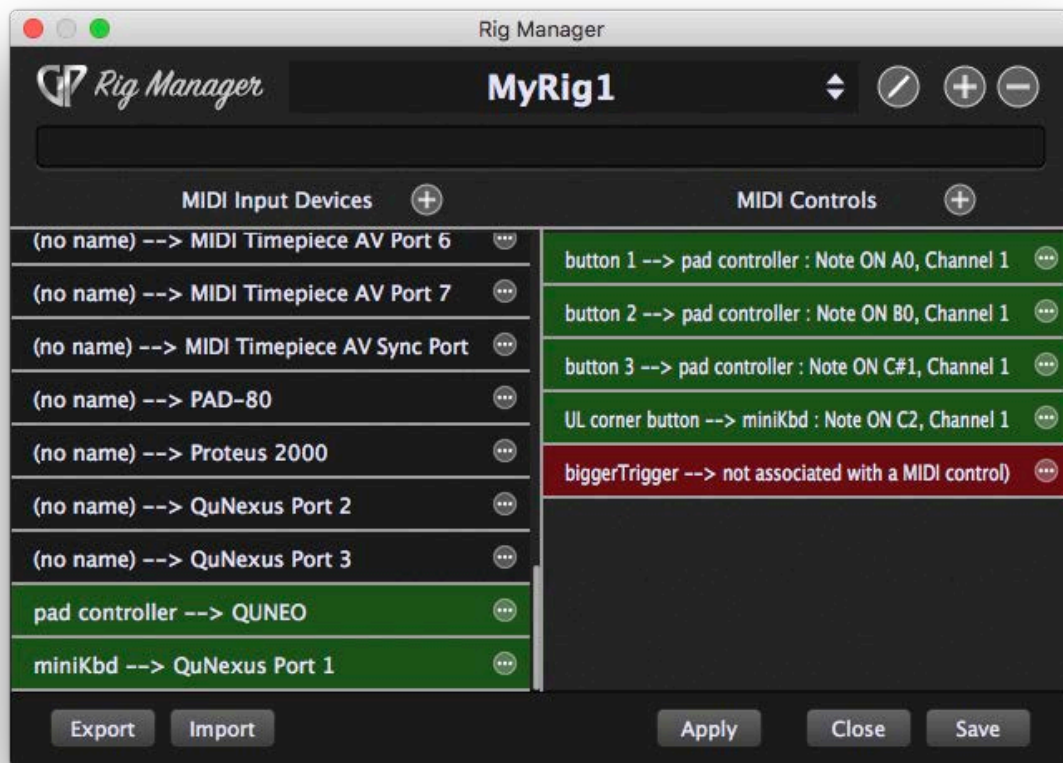 Rig Manager
GP Rig Manager
MyRig1
MIDI Input Devices
MIDI Controls
(no name) --> MIDI Timepiece AV Port 6
(no name) --> MIDI Timepiece AV Port 7
(no name) --> MIDI Timepiece AV Sync Port
(no name) --> PAD-80
(no name) --> Proteus 2000
(no name) --> QuNexus Port 2
(no name) --> QuNexus Port 3
pad controller --> QUNEO
miniKbd --> QuNexus Port 1
button 1 --> pad controller : Note ON A0, Channel 1
button 2 --> pad controller : Note ON B0, Channel 1
button 3 --> pad controller : Note ON C#1, Channel 1
UL corner button --> miniKbd : Note ON C2, Channel 1
biggerTrigger --> not associated with a MIDI control)
Export
Import
Apply
Close
Save